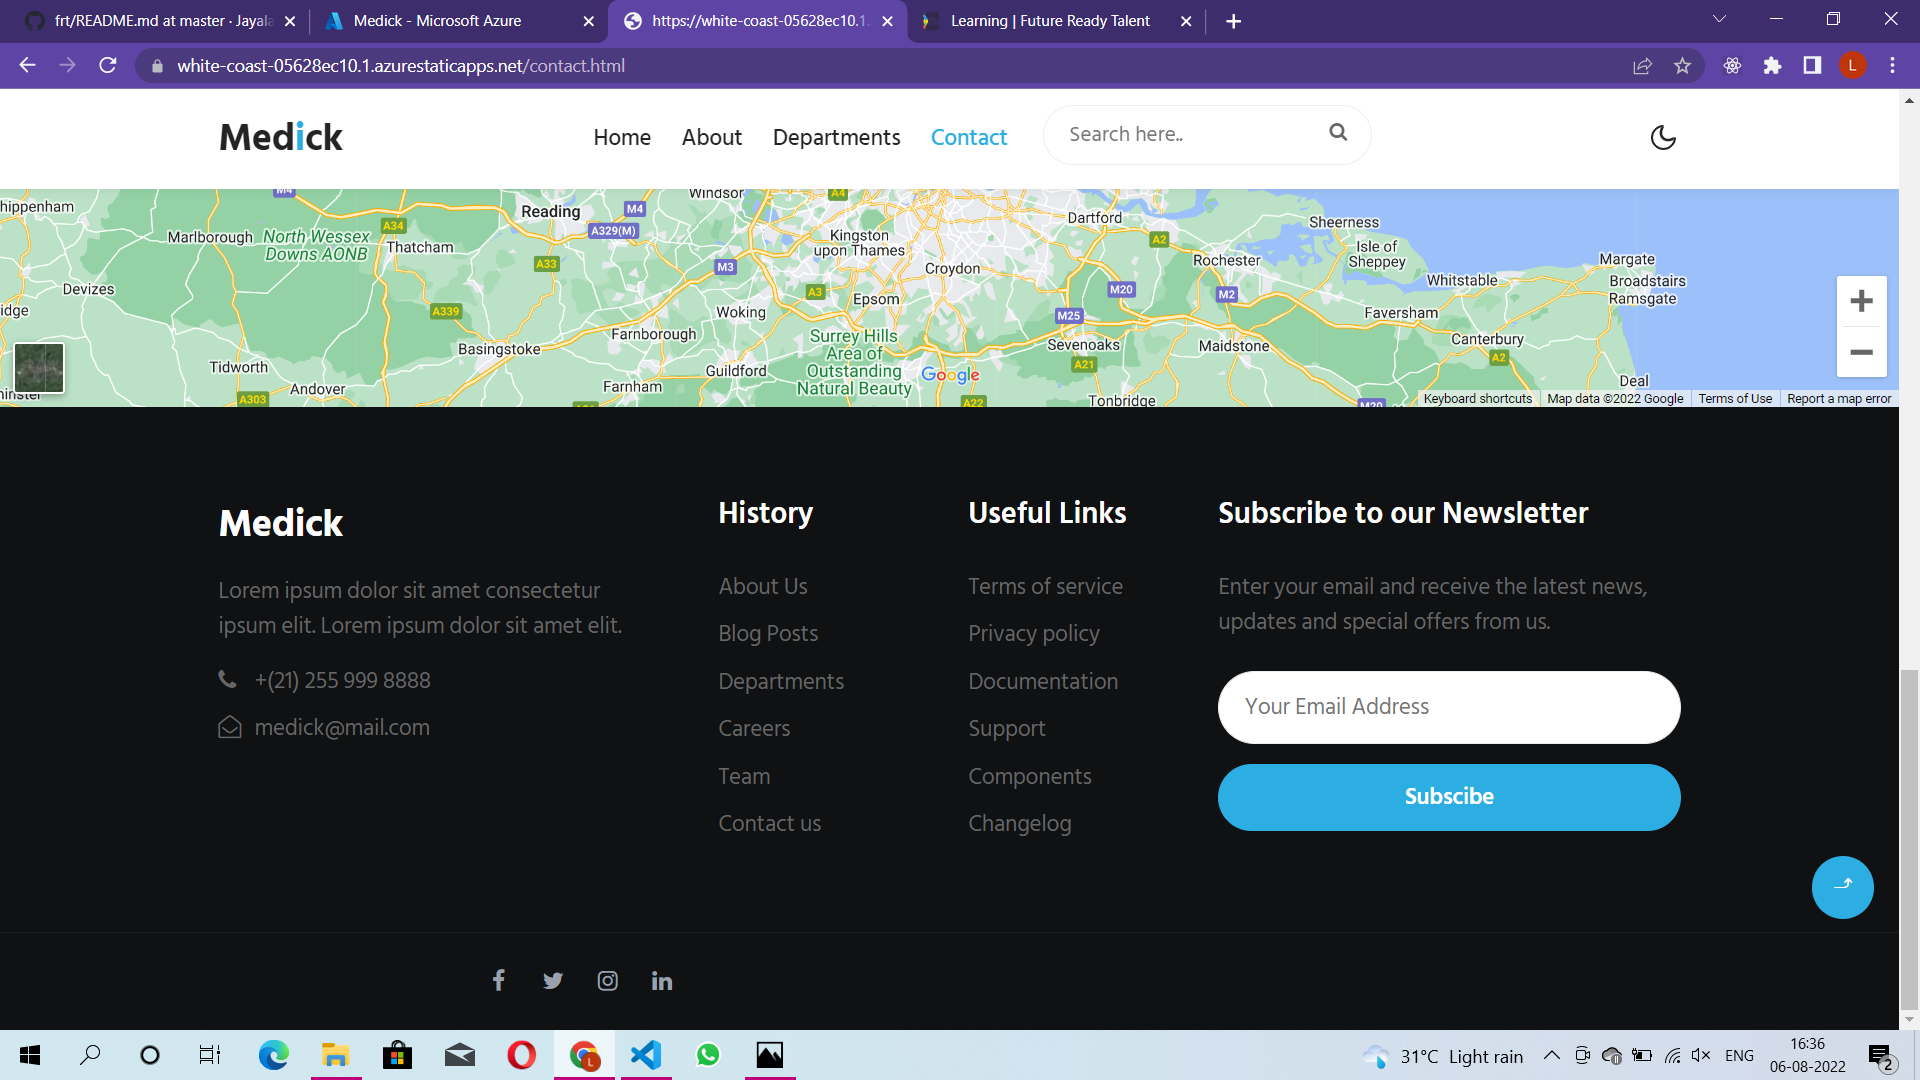 frt/README.md at master · Jayala
Medick - Microsoft Azure
https://white-coast-05628ec10.1.
Learning | Future Ready Talent
white-coast-05628ec10.1.azurestaticapps.net/contact.html
L
Medick
Home
About
Departments
Contact
Search here..
hippenham
M4
Windsor
A4
Reading
M4
Dartford
Sheerness
A34
A329(M)
Marlborough
North Wessex
Downs AONB
Thatcham
Kingston
upon Thames
A2
Isle of
Sheppey
A33
M3
Croydon
Rochester
Margate
Whitstable
Broadstairs
Ramsgate
Devizes
A3
Epsom
M20
M2
idge
A339
Woking
M25
Faversham
Farnborough
Surrey Hills
Area of
Outstanding
Natural Beauty
Basingstoke
Sevenoaks
Maidstone
Canterbury
A2
Tidworth
Guildford
Google
A21
Andover
Farnham
Deal
minster
A303
A22
Tonbridge
M20
Keyboard shortcuts
Map data ©2022 Google
Terms of Use
Report a map error
Medick
Lorem ipsum dolor sit amet consectetur
ipsum elit. Lorem ipsum dolor sit amet elit.
+(21) 255 999 8888
medick@mail.com
History
About Us
Blog Posts
Departments
Careers
Team
Contact us
Useful Links
Terms of service
Privacy policy
Documentation
Support
Components
Changelog
Subscribe to our Newsletter
Enter your email and receive the latest news,
updates and special offers from us.
Your Email Address
Subscibe
31°C Light rain
ENG
16:36
06-08-2022
2